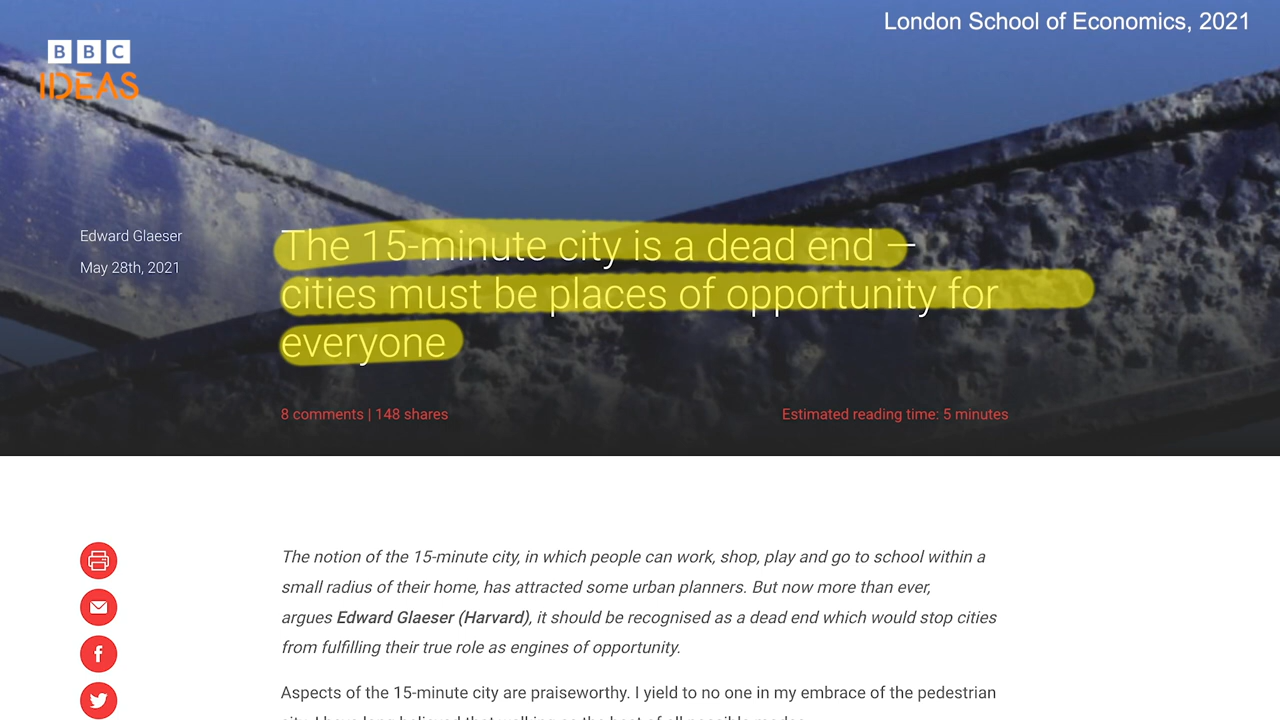 London School of Economics, 2021
BBC
IDEAS
Edward Glaeser
May 28th, 2021
The 15-minute city is a dead end —
cities must be places of opportunity for
everyone
8 comments | 148 shares
Estimated reading time: 5 minutes
The notion of the 15-minute city, in which people can work, shop, play and go to school within a
small radius of their home, has attracted some urban planners. But now more than ever,
argues Edward Glaeser (Harvard), it should be recognised as a dead end which would stop cities
from fulfilling their true role as engines of opportunity.
Aspects of the 15-minute city are praiseworthy. I yield to no one in my embrace of the pedestrian